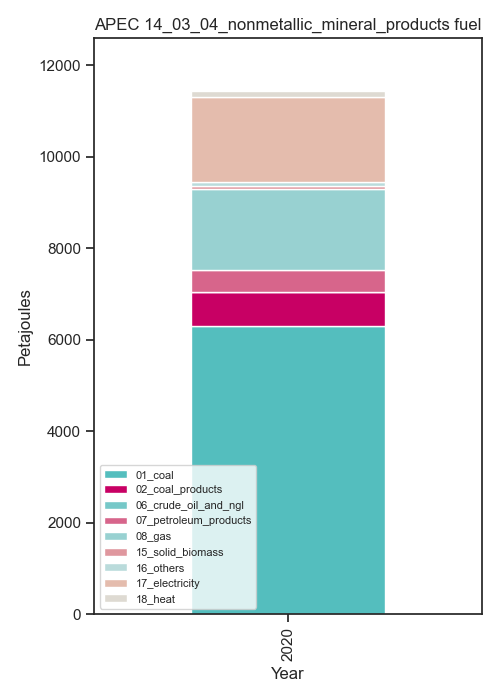 APEC 14_03_04_nonmetallic_mineral_products fuel
12000
10000
8000
6000
4000
2000
0
Petajoules
01_coal
02_coal_products
06_crude_oil_and_ngl
07_petroleum_products
08_gas
15_solid_biomass
16_others
17_electricity
18_heat
2020
Year